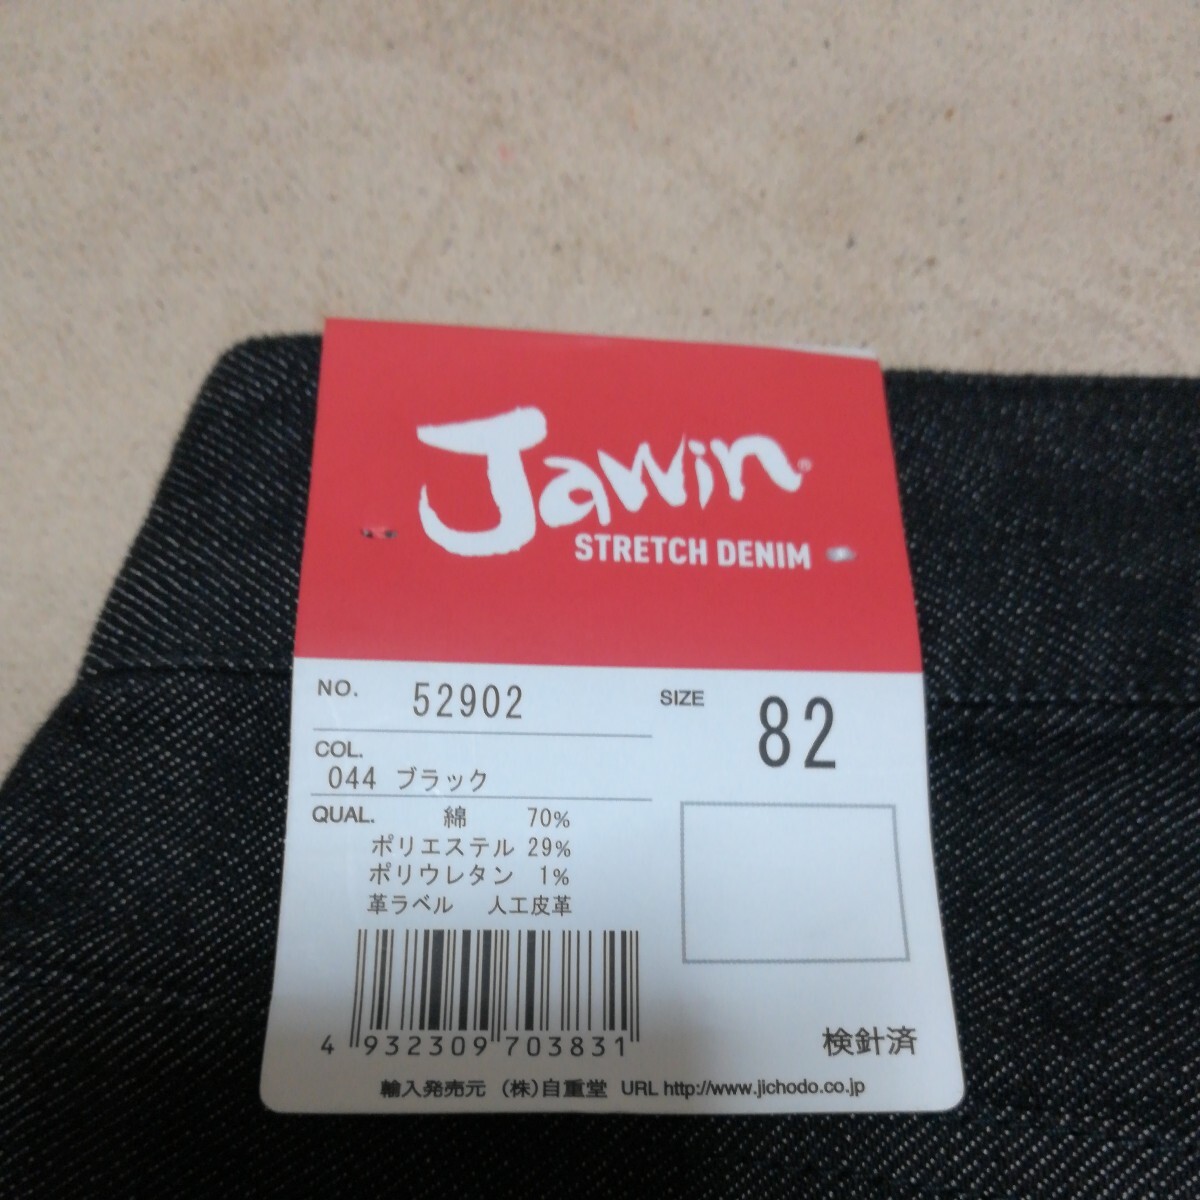 Jawin®
STRETCH DENIM
NO. 52902
SIZE 82
COL.
044 ブラック
QUAL. 綿 70%
ポリエステル 29%
ポリウレタン 1%
革ラベル 人工皮革
4 932309 703831
検針済
輸入発売元 (株)自重堂 URL http://www.jichodo.co.jp